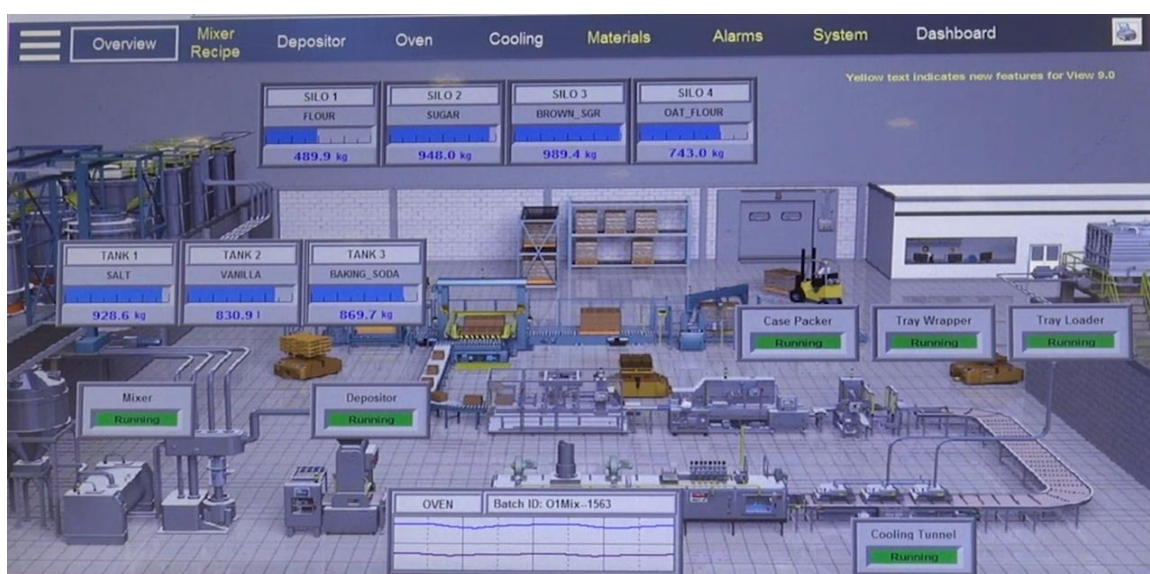 Overview
Mixer
Recipe
Depositor
Oven
Cooling
Materials
Alarms
System
Dashboard
Yellow text indicates new features for View 9.0
SILO 1
FLOUR
489.9 kg
SILO 2
SUGAR
948.0 kg
SILO 3
BROWN_SGR
989.4 kg
SILO 4
OAT_FLOUR
743.0 kg
TANK 1
SALT
928.6 kg
TANK 2
VANILLA
830.9 l
TANK 3
BAKING_SODA
869.7 kg
Case Packer
Running
Tray Wrapper
Running
Tray Loader
Running
Mixer
Running
Depositor
Running
OVEN
Batch ID: O1Mix--1563
Cooling Tunnel
Running